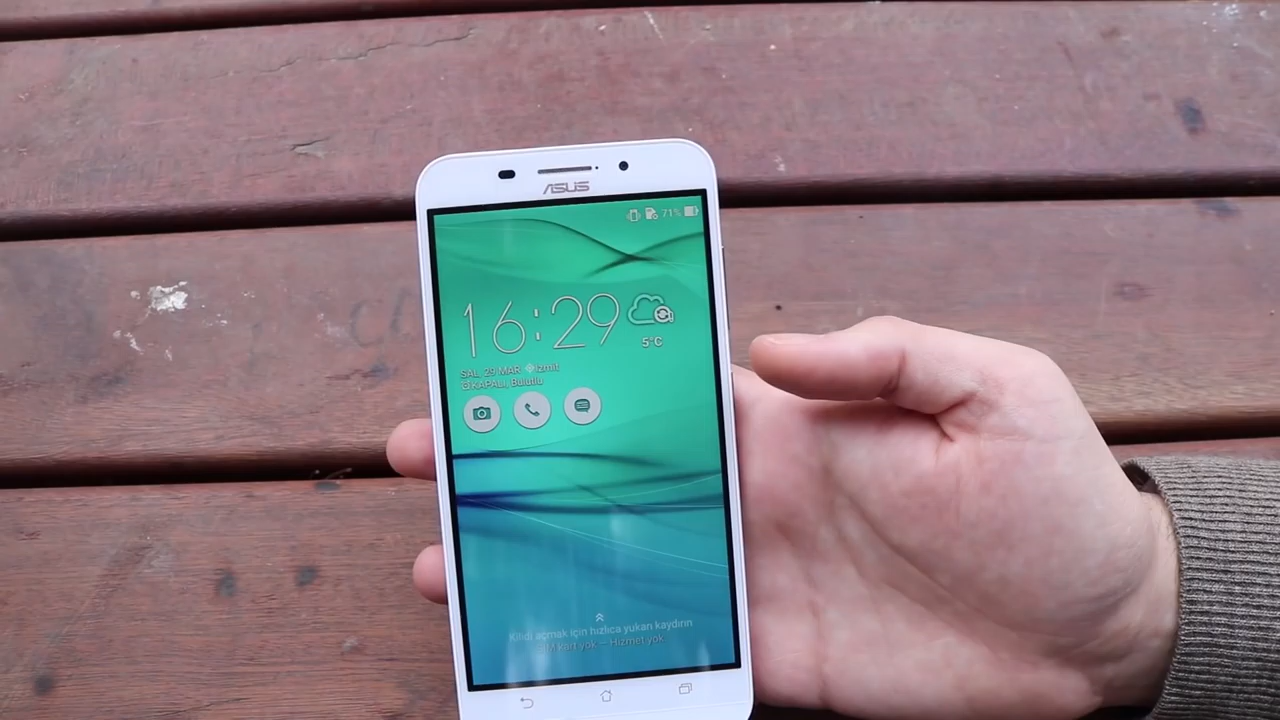 ASUS
71%
16:29
5°C
SAL, 29 MAR İzmit
KAPALI, Bulutlu
Kilidi açmak için hızlıca yukarı kaydırın
SIM kart yok — Hizmet yok